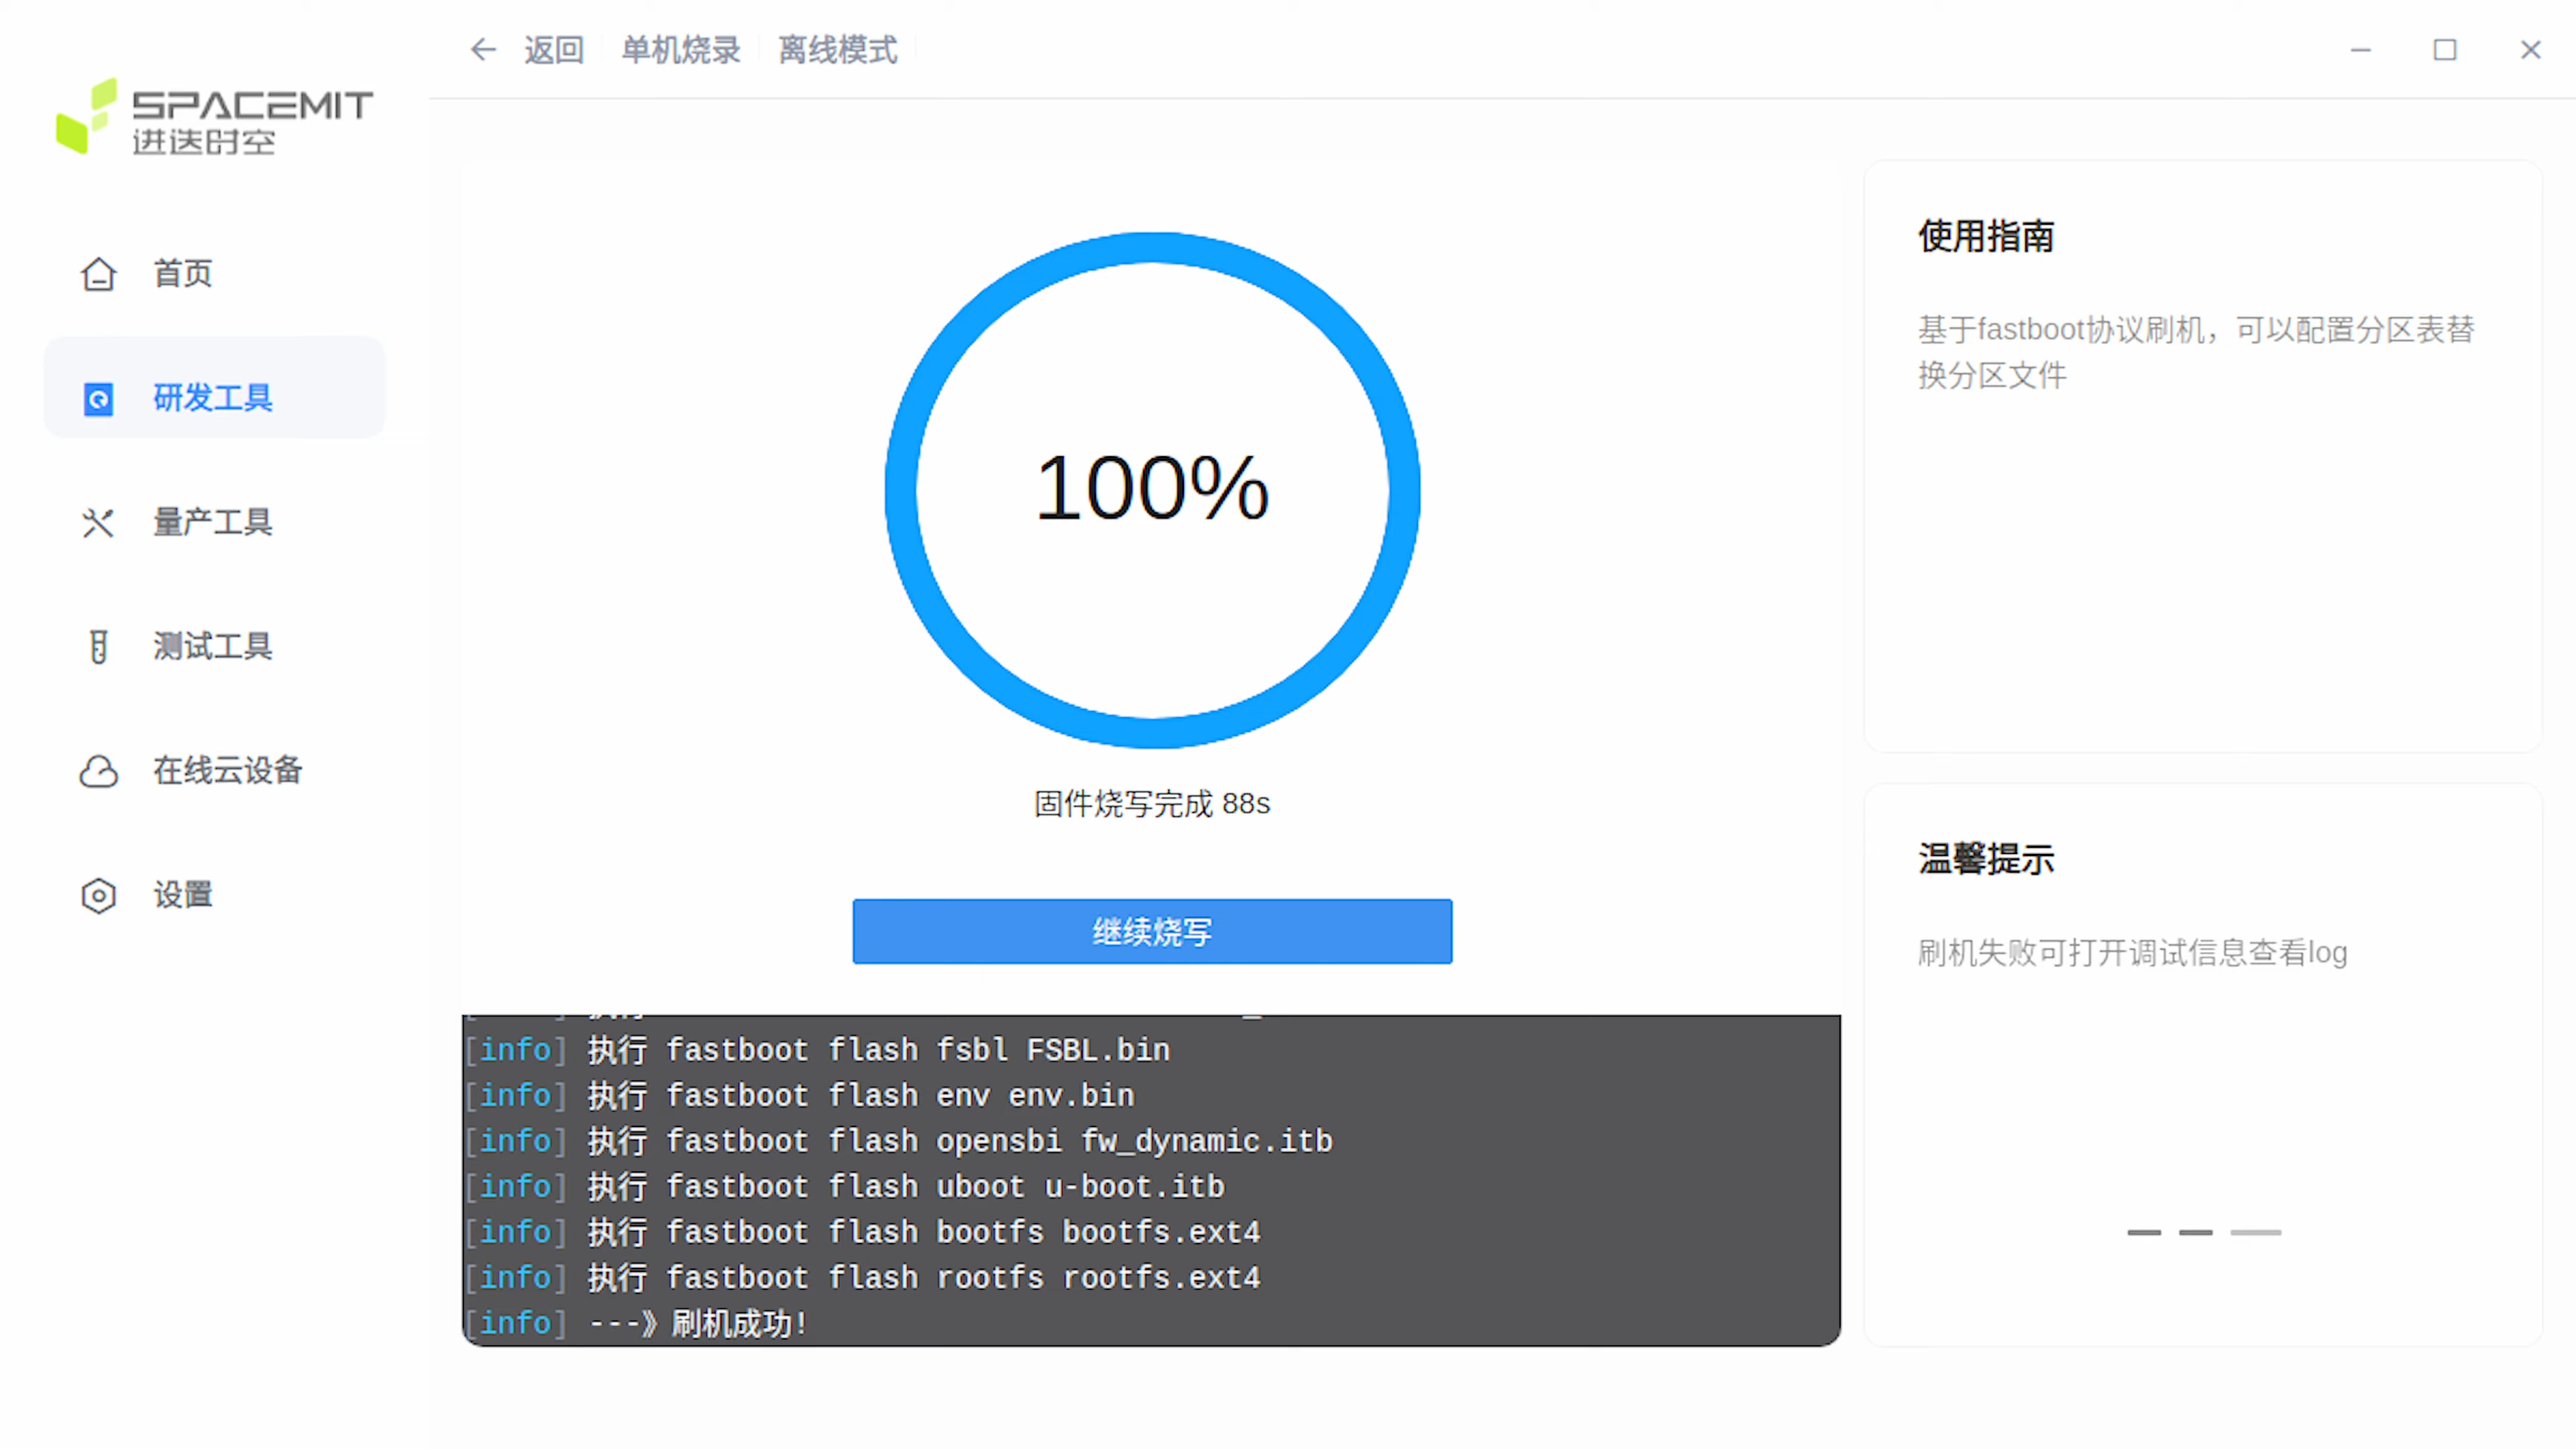 返回 单机烧录 离线模式
SPACEMIT
进迭时空
首页
研发工具
量产工具
测试工具
在线云设备
设置
100%
固件烧写完成 88s
继续烧写
[info] 执行 fastboot flash fsbl FSBL.bin
[info] 执行 fastboot flash env env.bin
[info] 执行 fastboot flash opensbi fw_dynamic.itb
[info] 执行 fastboot flash uboot u-boot.itb
[info] 执行 fastboot flash bootfs bootfs.ext4
[info] 执行 fastboot flash rootfs rootfs.ext4
[info] ---》刷机成功!
使用指南
基于fastboot协议刷机，可以配置分区表替
换分区文件
温馨提示
刷机失败可打开调试信息查看log